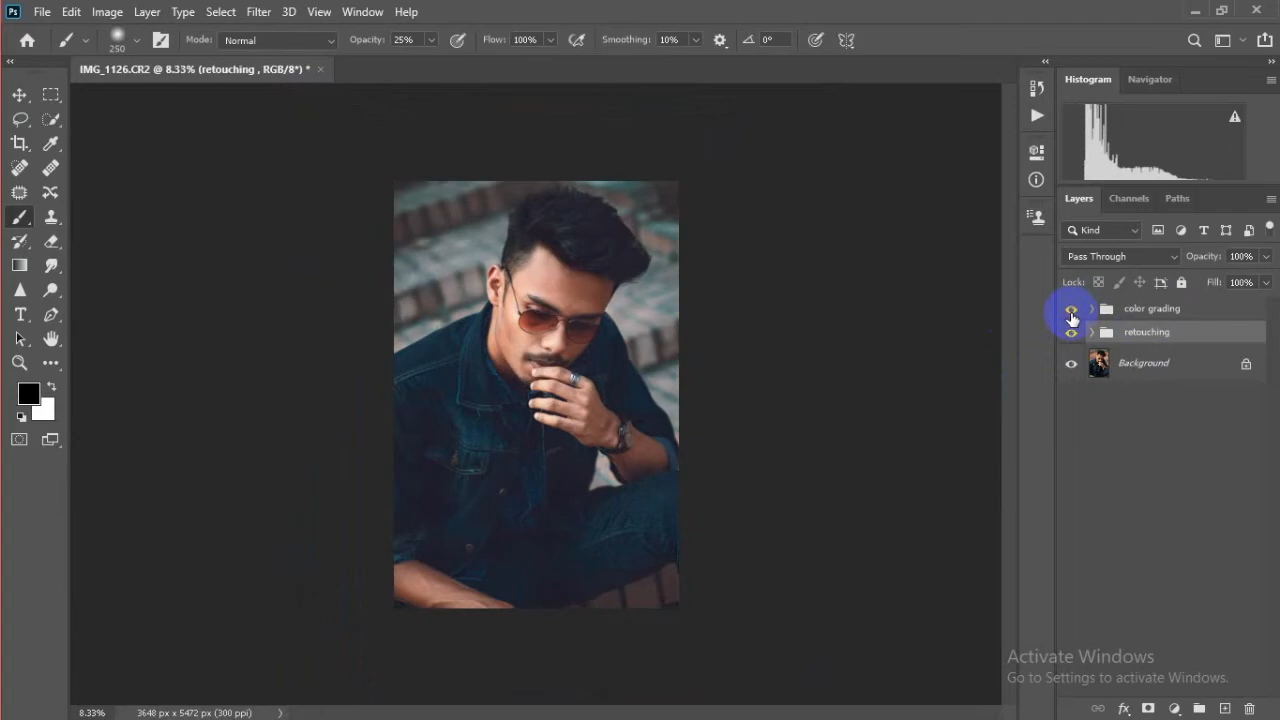 Ps File Edit Image Layer Type Select Filter 3D View Window Help
250 Mode: Normal Opacity: 25% Flow: 100% Smoothing: 10% 0°
IMG_1126.CR2 @ 8.33% (retouching , RGB/8*) * ×
Histogram Navigator
Layers Channels Paths
Kind
Pass Through Opacity: 100%
Lock: Fill: 100%
color grading
retouching
Background
Activate Windows
Go to Settings to activate Windows.
8.33% 3648 px x 5472 px (300 ppi)